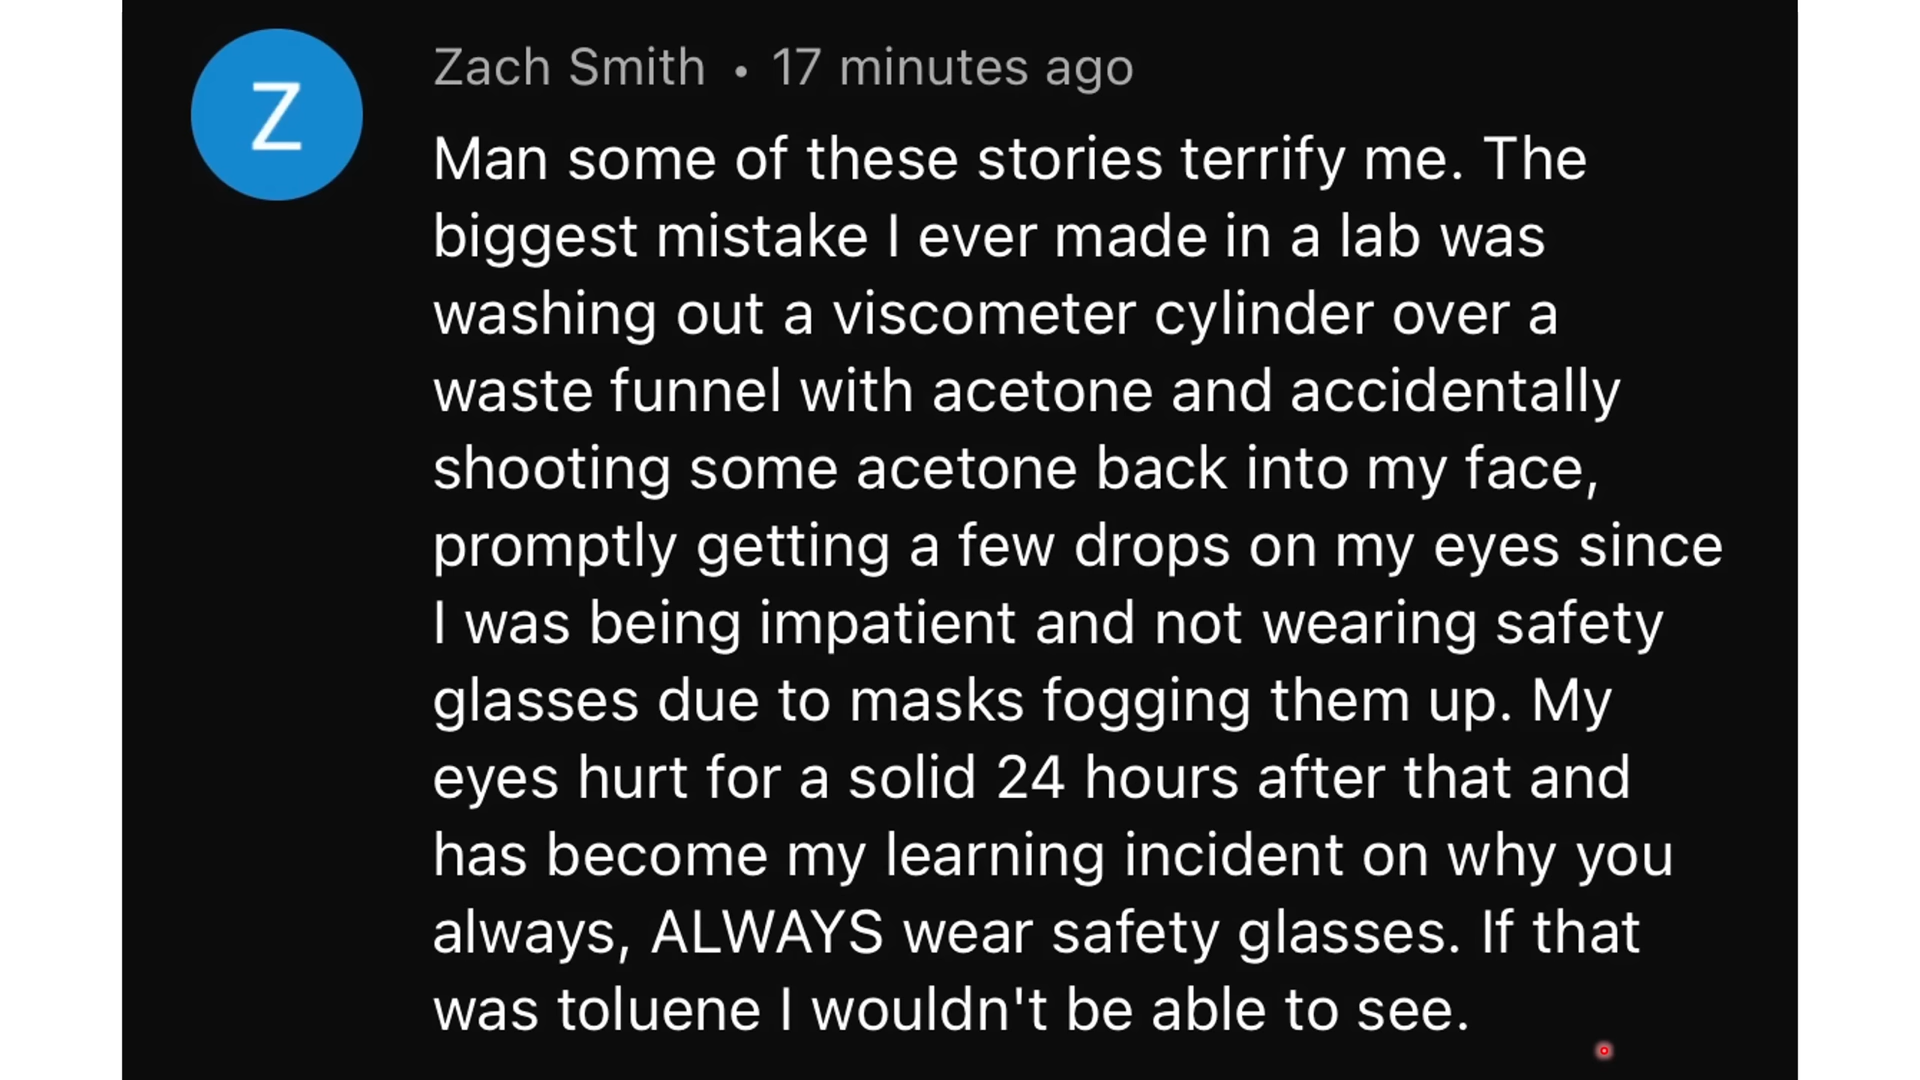 Z
Zach Smith • 17 minutes ago
Man some of these stories terrify me. The
biggest mistake I ever made in a lab was
washing out a viscometer cylinder over a
waste funnel with acetone and accidentally
shooting some acetone back into my face,
promptly getting a few drops on my eyes since
I was being impatient and not wearing safety
glasses due to masks fogging them up. My
eyes hurt for a solid 24 hours after that and
has become my learning incident on why you
always, ALWAYS wear safety glasses. If that
was toluene I wouldn't be able to see.